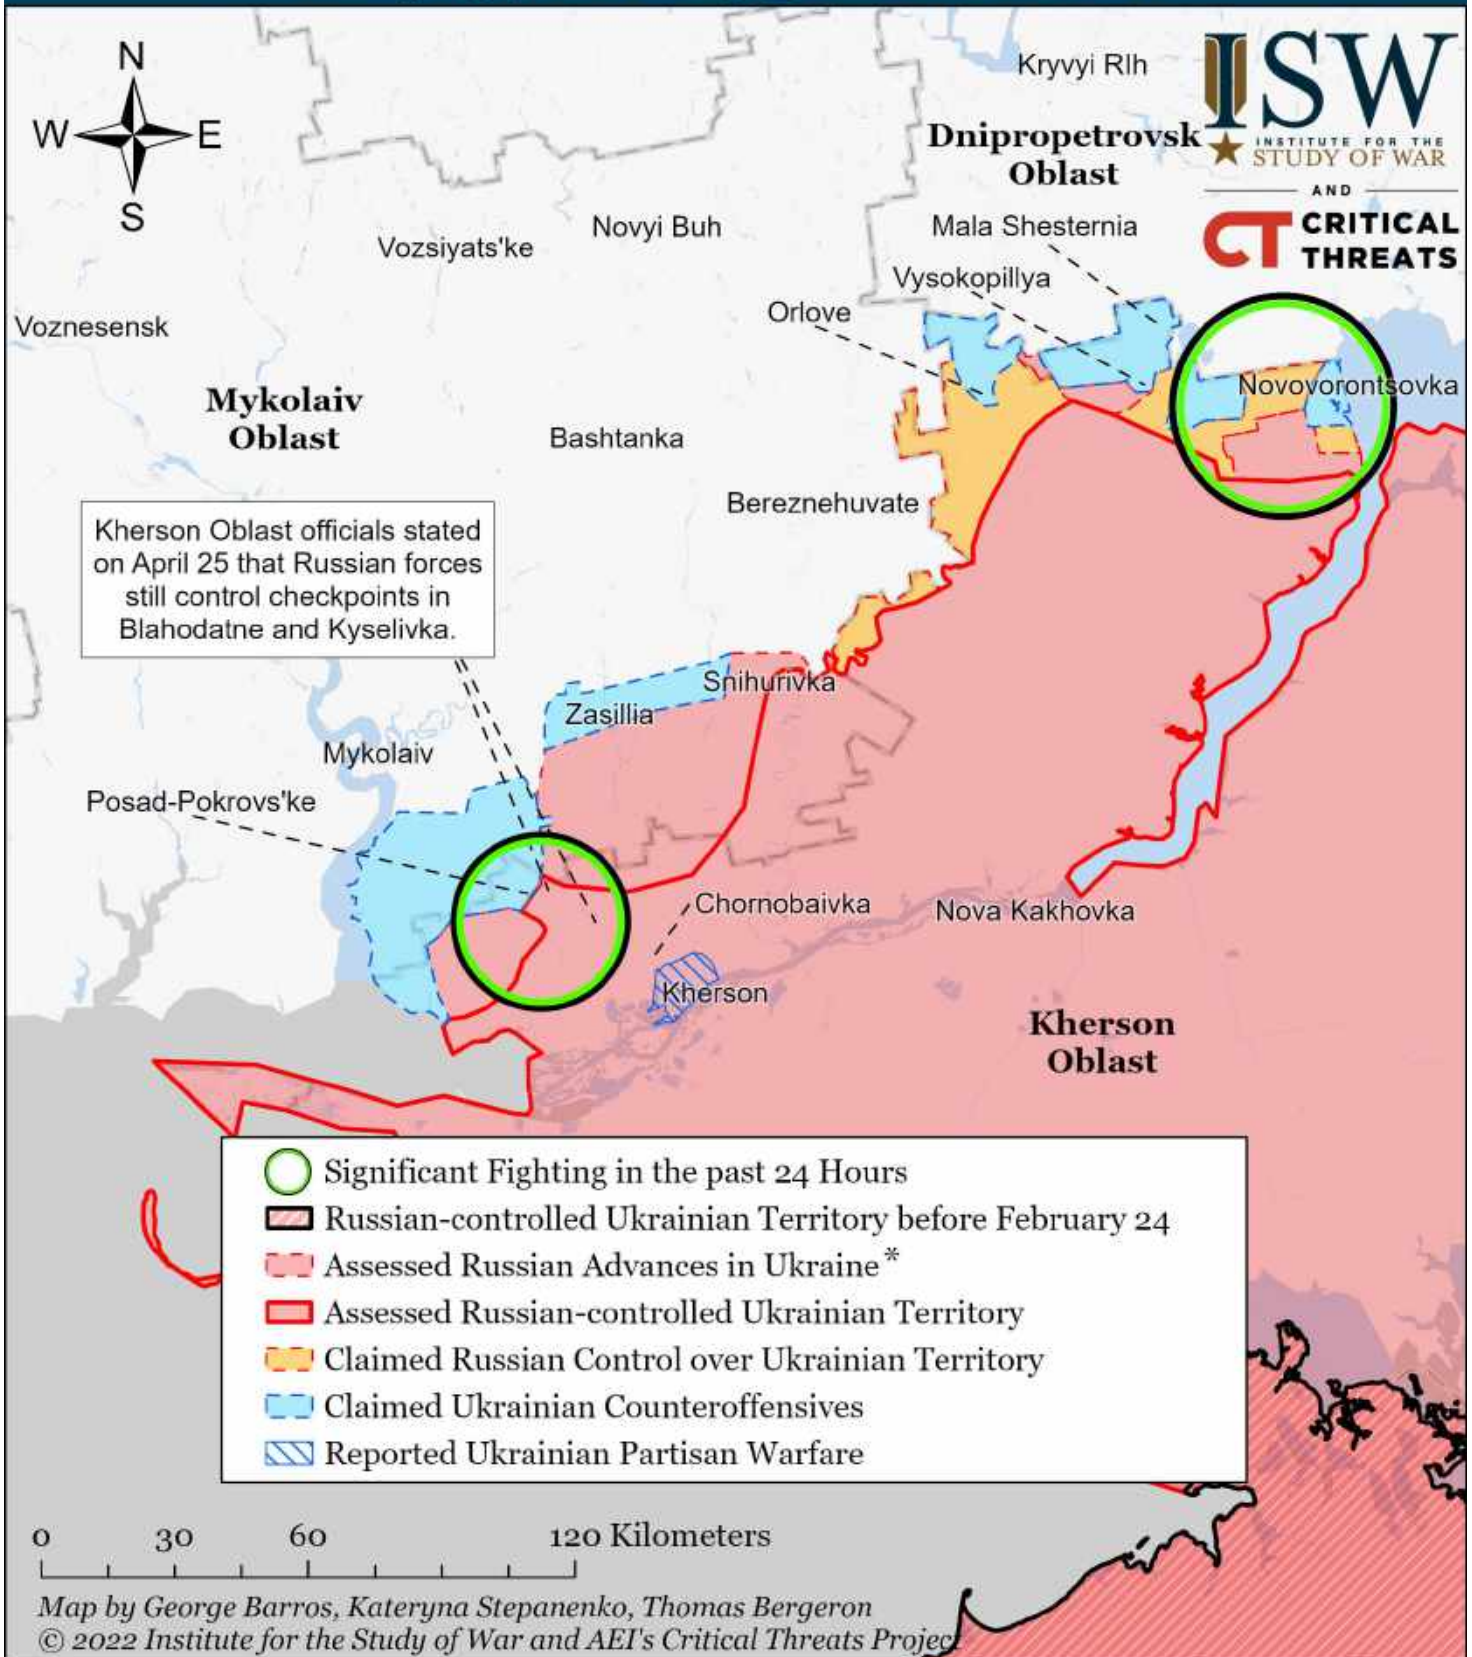 N
W E
S
Kryvyi RIh
ISW
INSTITUTE FOR THE
STUDY OF WAR
AND
CT CRITICAL
THREATS
Dnipropetrovsk
Oblast
Mala Shesternia
Novyi Buh
Vozsiyats'ke
Vysokopillya
Orlove
Voznesensk
Novovorontsovka
Mykolaiv
Oblast
Bashtanka
Bereznehuvate
Kherson Oblast officials stated
on April 25 that Russian forces
still control checkpoints in
Blahodatne and Kyselivka.
Snihurivka
Zasillia
Mykolaiv
Posad-Pokrovs'ke
Chornobaivka
Nova Kakhovka
Kherson
Kherson
Oblast
Significant Fighting in the past 24 Hours
Russian-controlled Ukrainian Territory before February 24
Assessed Russian Advances in Ukraine*
Assessed Russian-controlled Ukrainian Territory
Claimed Russian Control over Ukrainian Territory
Claimed Ukrainian Counteroffensives
Reported Ukrainian Partisan Warfare
0 30 60 120 Kilometers
Map by George Barros, Kateryna Stepanenko, Thomas Bergeron
© 2022 Institute for the Study of War and AEI's Critical Threats Project